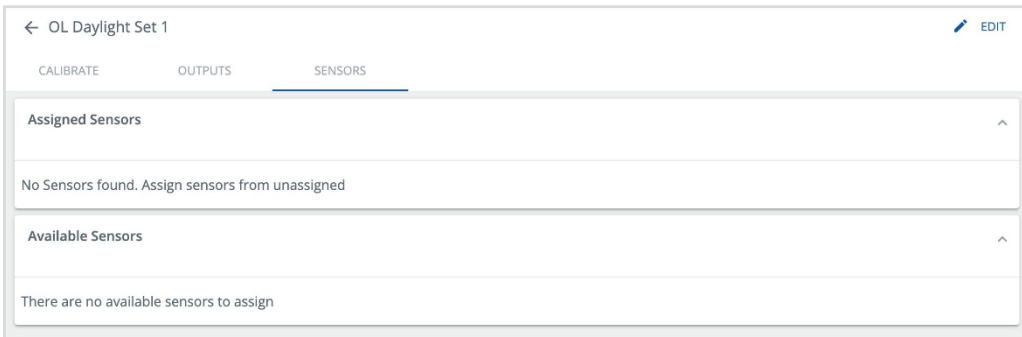 OL Daylight Set 1
EDIT
CALIBRATE OUTPUTS SENSORS
Assigned Sensors
No Sensors found. Assign sensors from unassigned
Available Sensors
There are no available sensors to assign